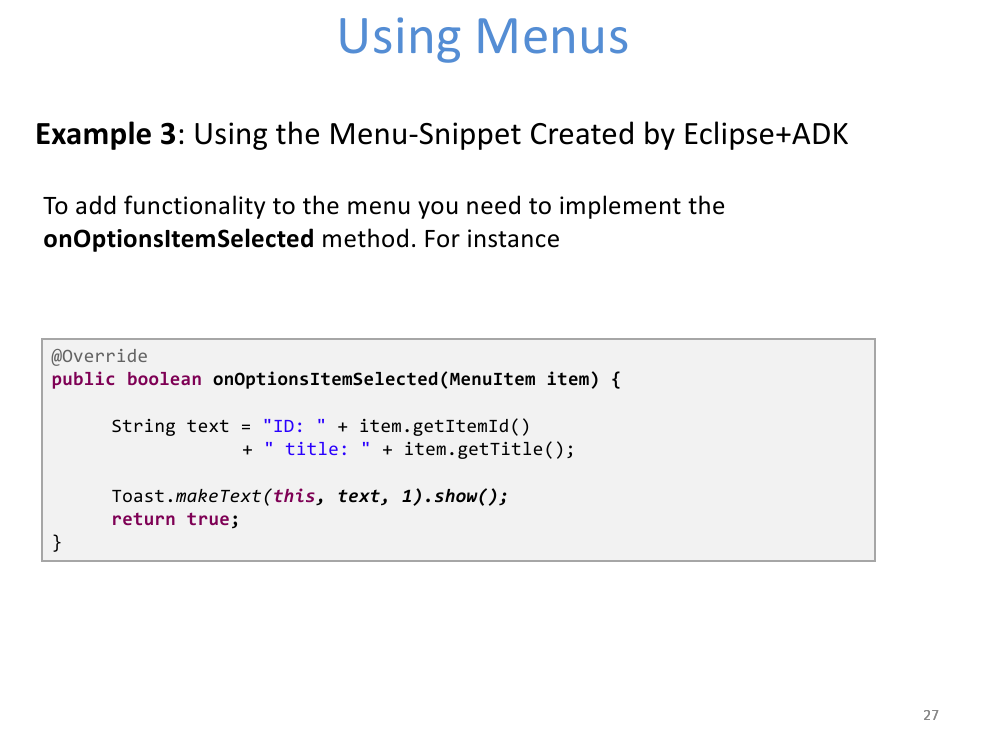 Using Menus
Example 3: Using the Menu-Snippet Created by Eclipse+ADK
To add functionality to the menu you need to implement the
onOptionsItemSelected method. For instance
@Override
public boolean onOptionsItemSelected(MenuItem item) {
String text = "ID: " + item.getItemId()
+ " title: " + item.getTitle();
Toast.makeText(this, text, 1).show();
return true;
}
27